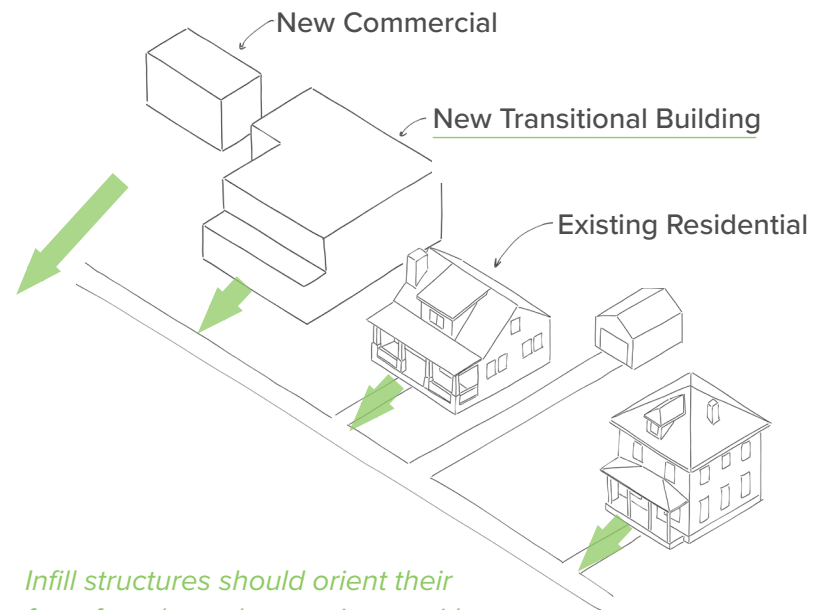 New Commercial
New Transitional Building
Existing Residential
Infill structures should orient their